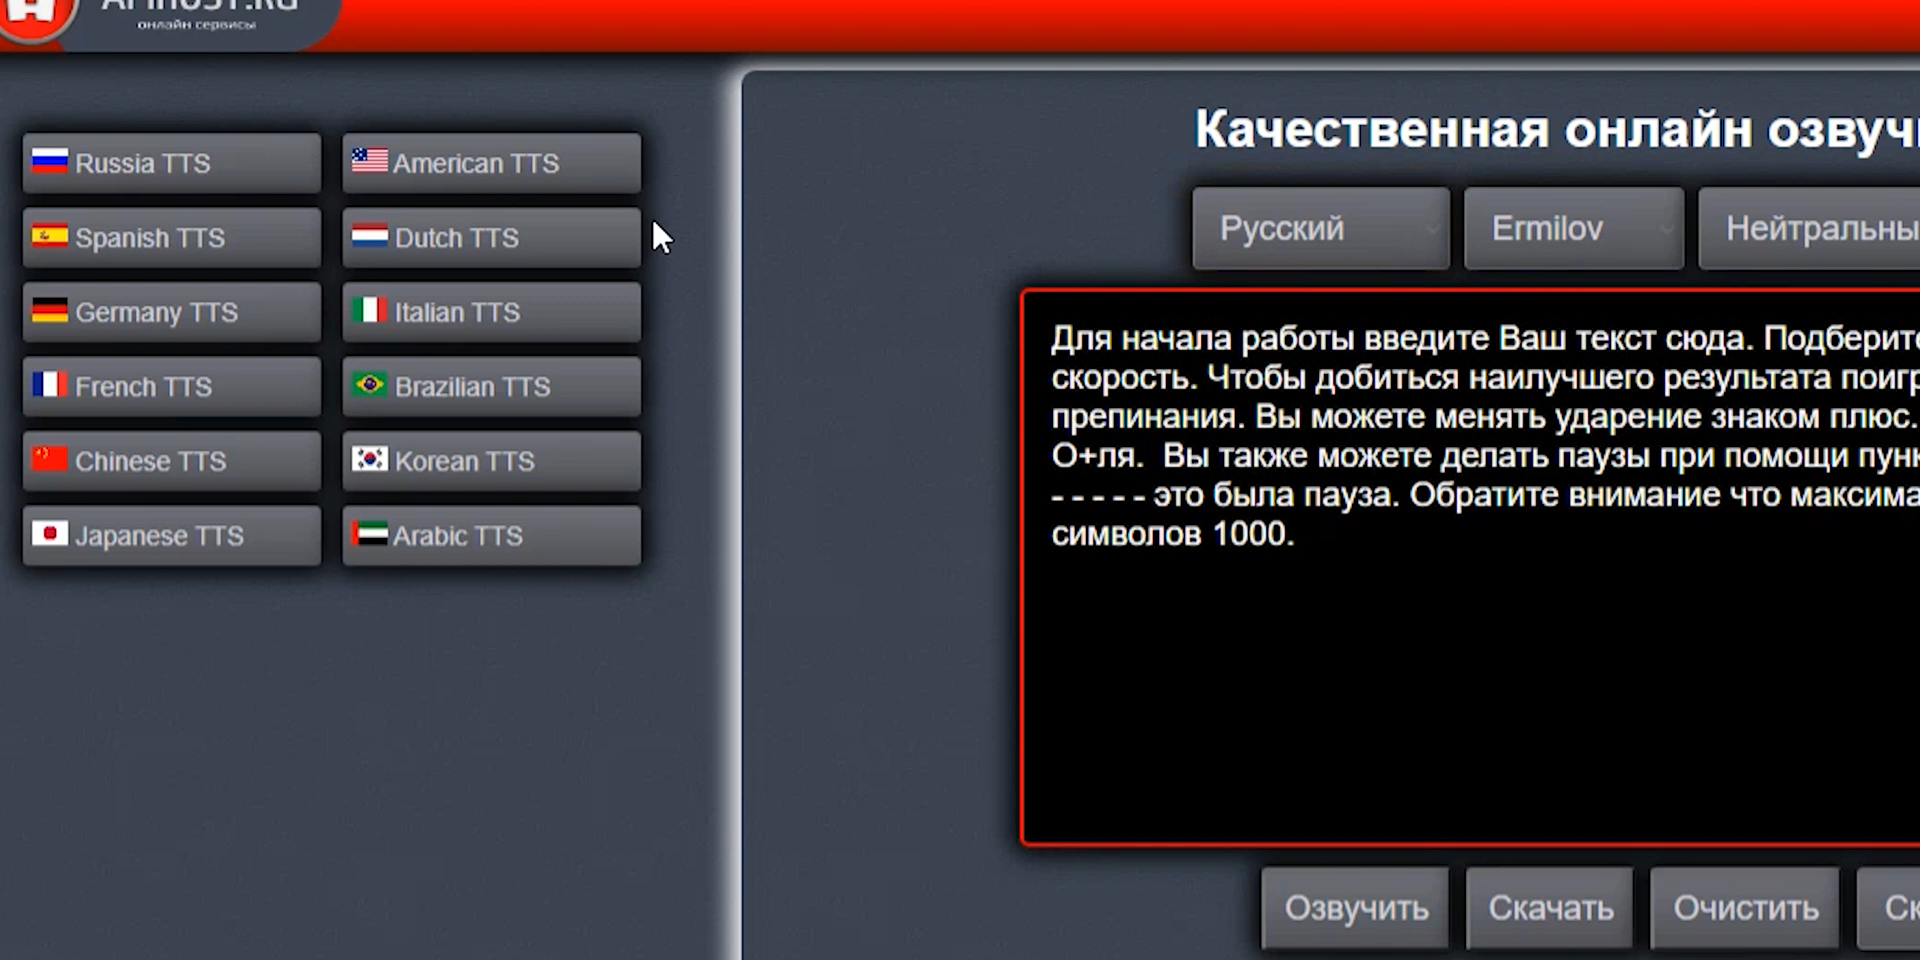 онлайн сервисы
Russia TTS
American TTS
Spanish TTS
Dutch TTS
Germany TTS
Italian TTS
French TTS
Brazilian TTS
Chinese TTS
Korean TTS
Japanese TTS
Arabic TTS
Качественная онлайн
Русский
Ermilov
Для начала работы введите Ваш текст сюда.
скорость. Чтобы добиться наилучшего результата
препинания. Вы можете менять ударение знаком плюс.
О+ля. Вы также можете делать паузы при помощи
- - - - - это была пауза. Обратите внимание что
символов 1000.
Озвучить
Скачать
Очистить